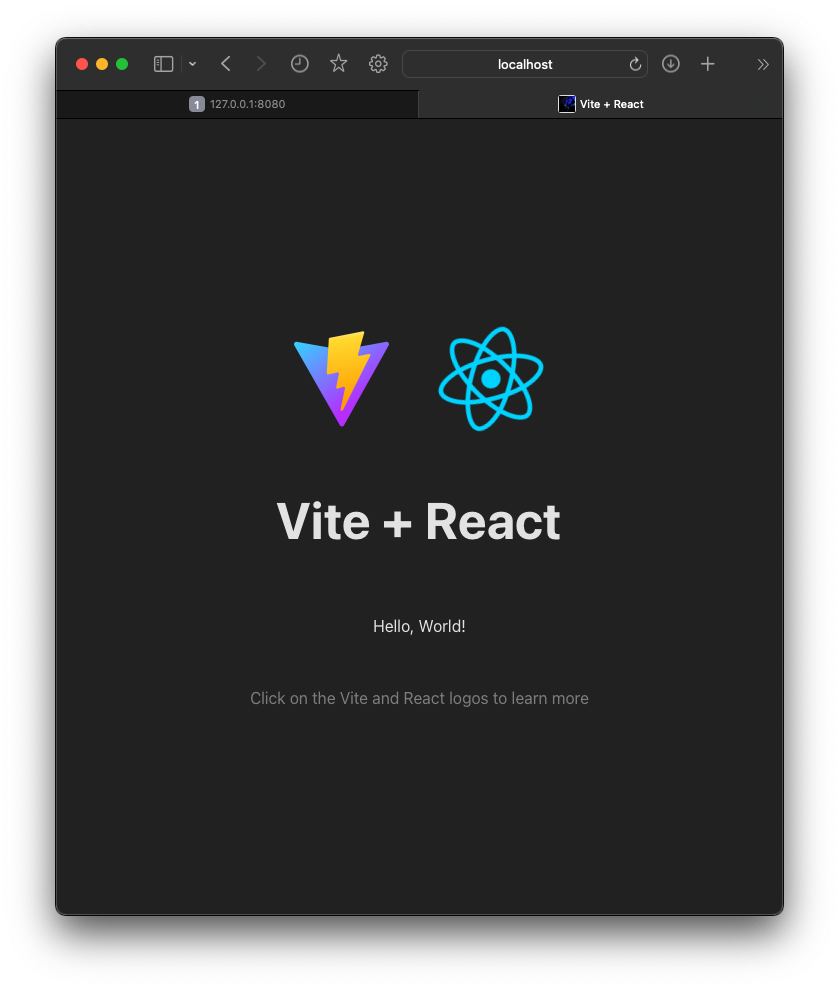 localhost
1 127.0.0.1:8080
Vite + React
Vite + React
Hello, World!
Click on the Vite and React logos to learn more